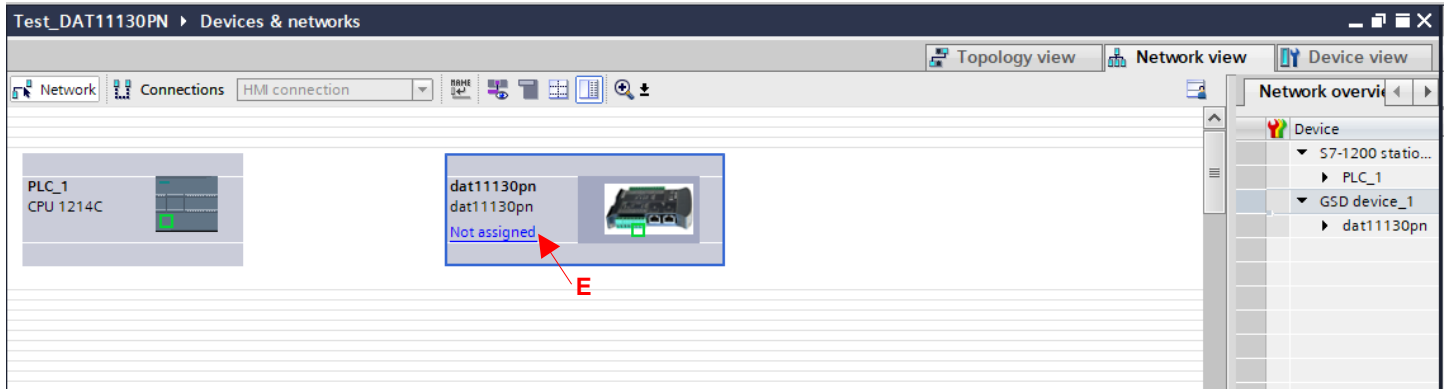 Test_DAT11130PN ▸ Devices & networks
Topology view Network view Device view
Network Connections HMI connection Network overvi
Device
S7-1200 statio...
PLC_1
GSD device_1
dat11130pn
PLC_1
CPU 1214C
dat11130pn
dat11130pn
Not assigned
E